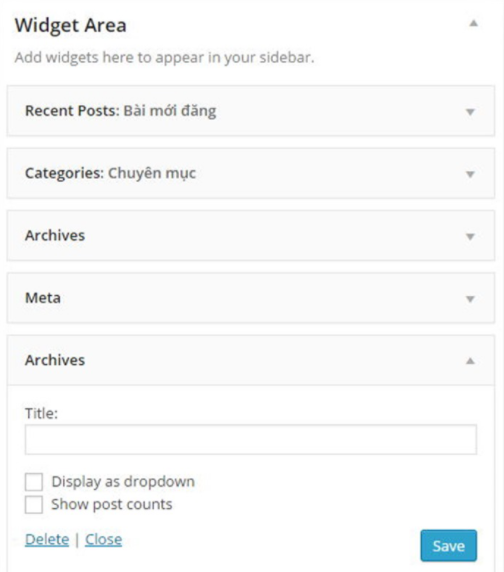 Widget Area
Add widgets here to appear in your sidebar.
Recent Posts: Bài mới đăng
Categories: Chuyên mục
Archives
Meta
Archives
Title:
Display as dropdown
Show post counts
Delete | Close
Save